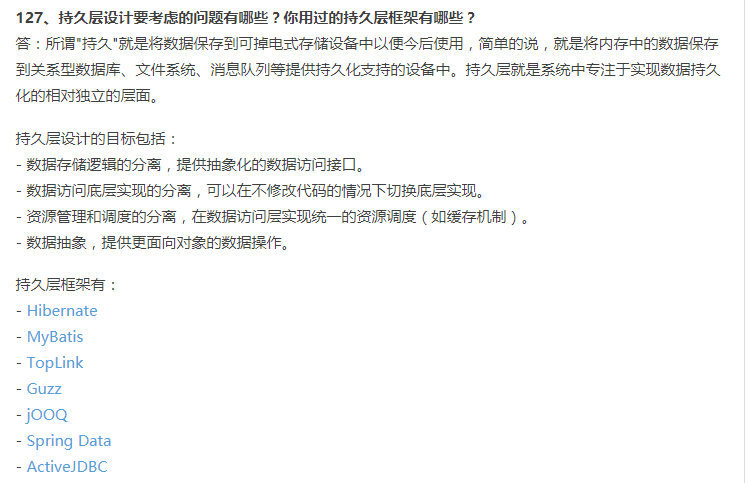 127、持久层设计要考虑的问题有哪些？你用过的持久层框架有哪些？
答：所谓"持久"就是将数据保存到可掉电式存储设备中以便今后使用，简单的说，就是将内存中的数据保存
到关系型数据库、文件系统、消息队列等提供持久化支持的设备中。持久层就是系统中专注于实现数据持久
化的相对独立的层面。
持久层设计的目标包括：
- 数据存储逻辑的分离，提供抽象化的数据访问接口。
- 数据访问底层实现的分离，可以在不修改代码的情况下切换底层实现。
- 资源管理和调度的分离，在数据访问层实现统一的资源调度（如缓存机制）。
- 数据抽象，提供更面向对象的数据操作。
持久层框架有：
- Hibernate
- MyBatis
- TopLink
- Guzz
- jOOQ
- Spring Data
- ActiveJDBC